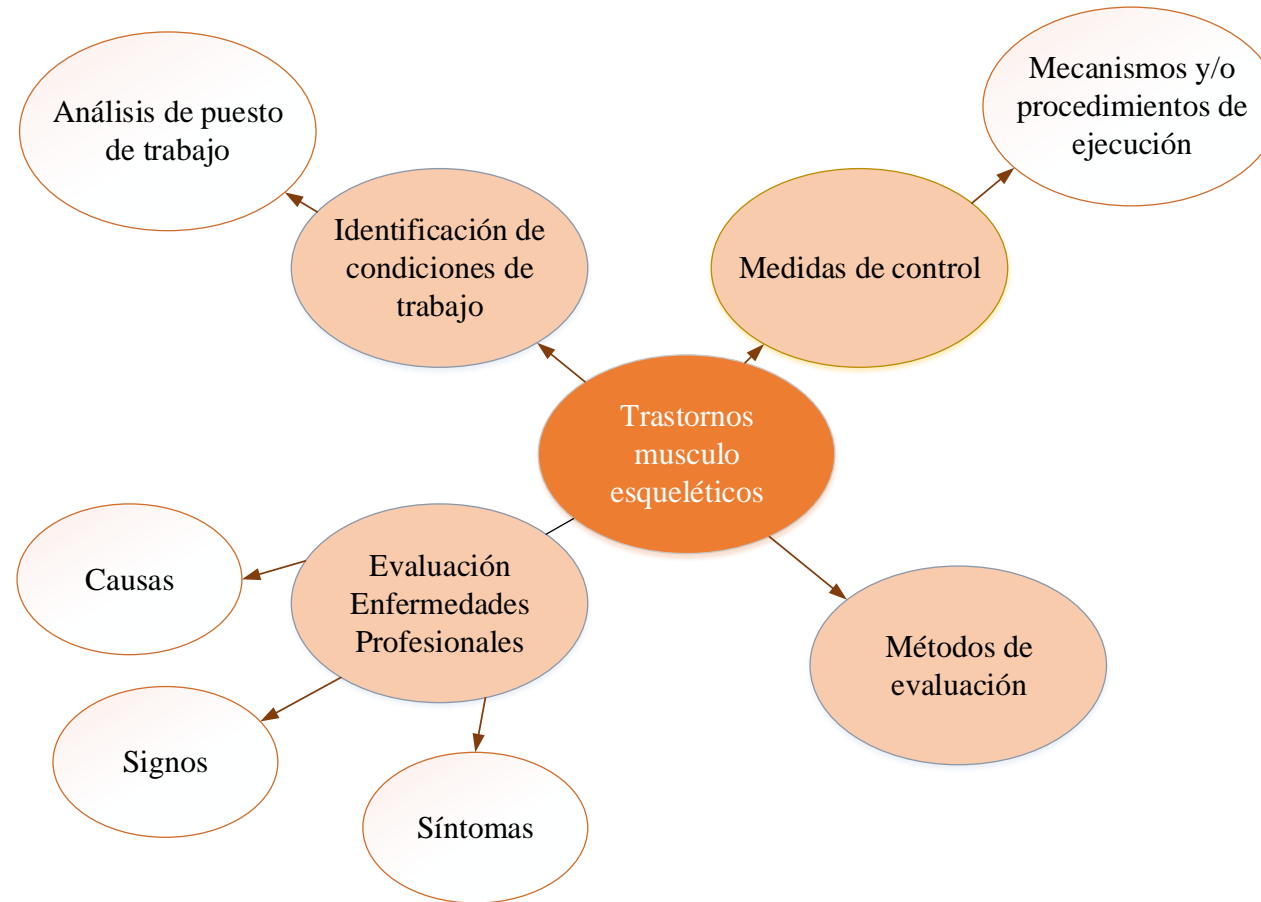 Análisis de puesto
de trabajo
Mecanismos y/o
procedimientos de
ejecución
Identificación de
condiciones de
trabajo
Medidas de control
Trastornos
musculo
esqueléticos
Causas
Evaluación
Enfermedades
Profesionales
Métodos de
evaluación
Signos
Síntomas